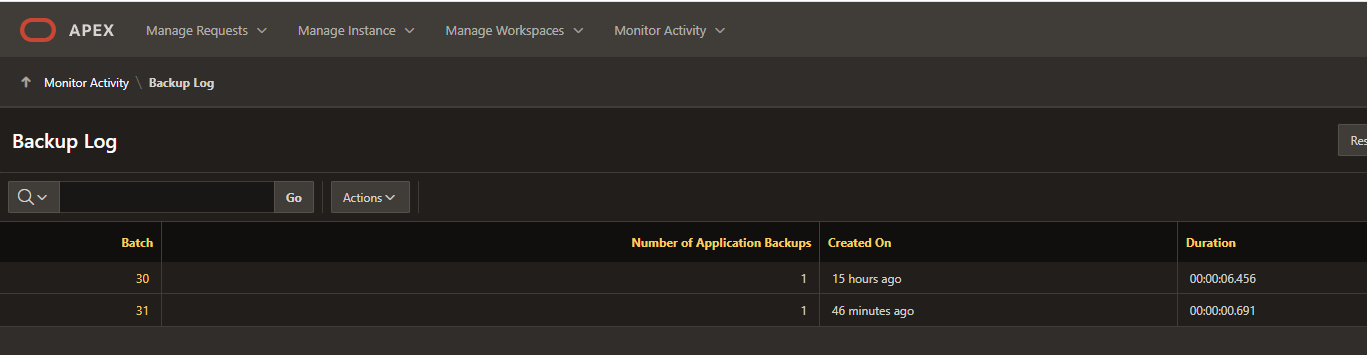 APEX Manage Requests Manage Instance Manage Workspaces Monitor Activity
Monitor Activity \ Backup Log
Backup Log
Res
Go Actions
Batch Number of Application Backups Created On Duration
30 1 15 hours ago 00:00:06.456
31 1 46 minutes ago 00:00:00.691